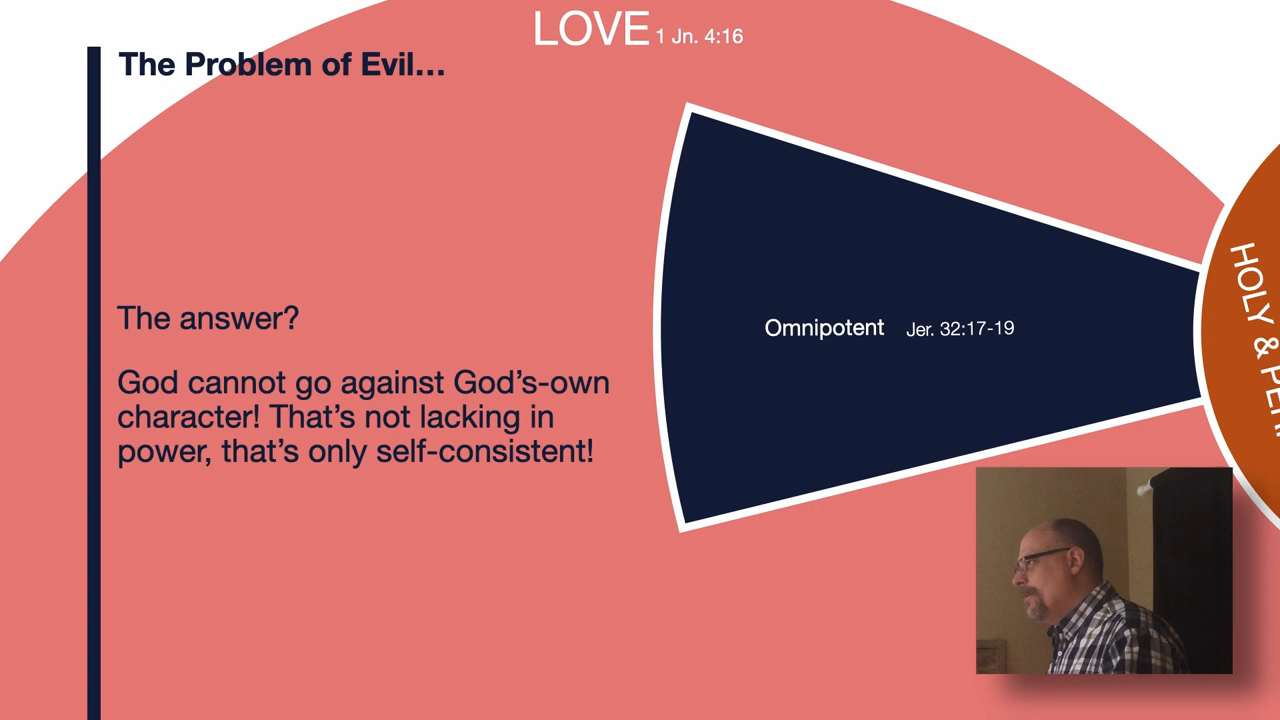 LOVE 1 Jn. 4:16
The Problem of Evil...
The answer?
God cannot go against God's-own
character! That's not lacking in
power, that's only self-consistent!
Omnipotent Jer. 32:17-19
HOLY &